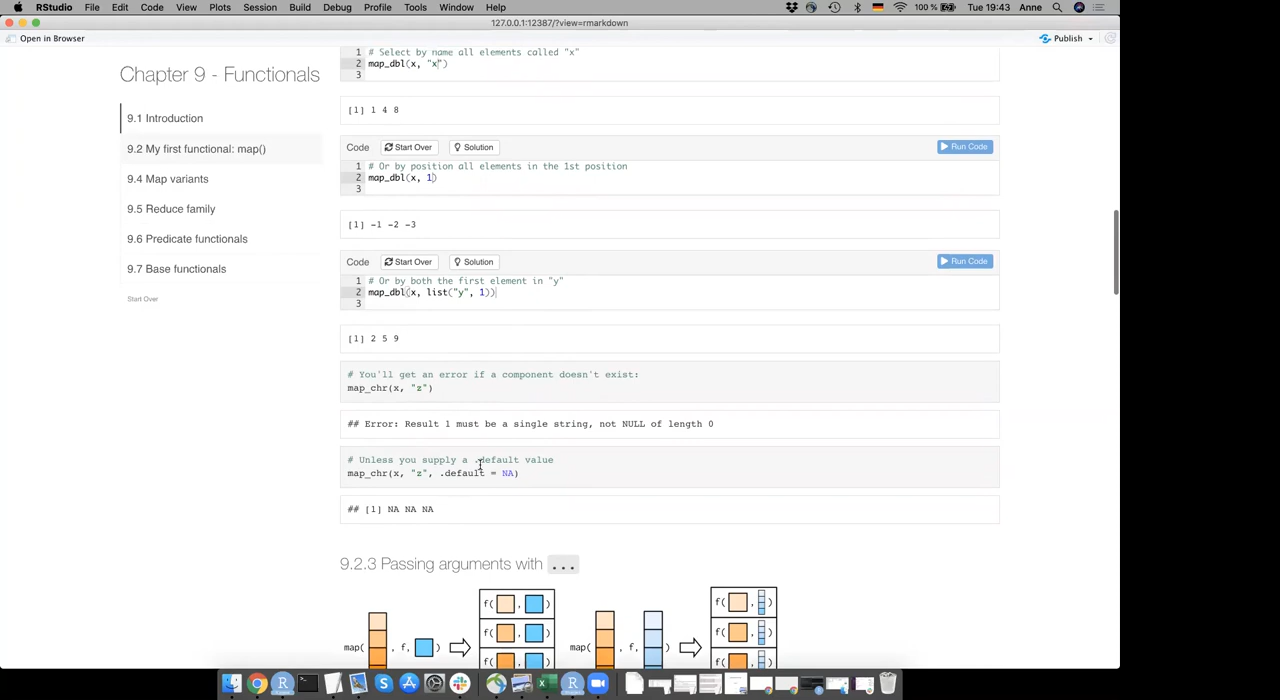 RStudio File Edit Code View Plots Session Build Debug Profile Tools Window Help 100 % Tue 19:43 Anne
127.0.0.1:12387/?view=rmarkdown
Open in Browser Publish
Chapter 9 - Functionals
9.1 Introduction
9.2 My first functional: map()
9.4 Map variants
9.5 Reduce family
9.6 Predicate functionals
9.7 Base functionals
Start Over
1 # Select by name all elements called "x"
2 map_dbl(x, "x")
3
[1] 1 4 8
Code Start Over Solution Run Code
1 # Or by position all elements in the 1st position
2 map_dbl(x, 1)
3
[1] -1 -2 -3
Code Start Over Solution Run Code
1 # Or by both the first element in "y"
2 map_dbl(x, list("y", 1))
3
[1] 2 5 9
# You'll get an error if a component doesn't exist:
map_chr(x, "z")
## Error: Result 1 must be a single string, not NULL of length 0
# Unless you supply a .default value
map_chr(x, "z", .default = NA)
## [1] NA NA NA
9.2.3 Passing arguments with ...
f( , )
f( , )
f( , )
map( , f, )
f( , )
f( , )
f( , )
map( , f, )